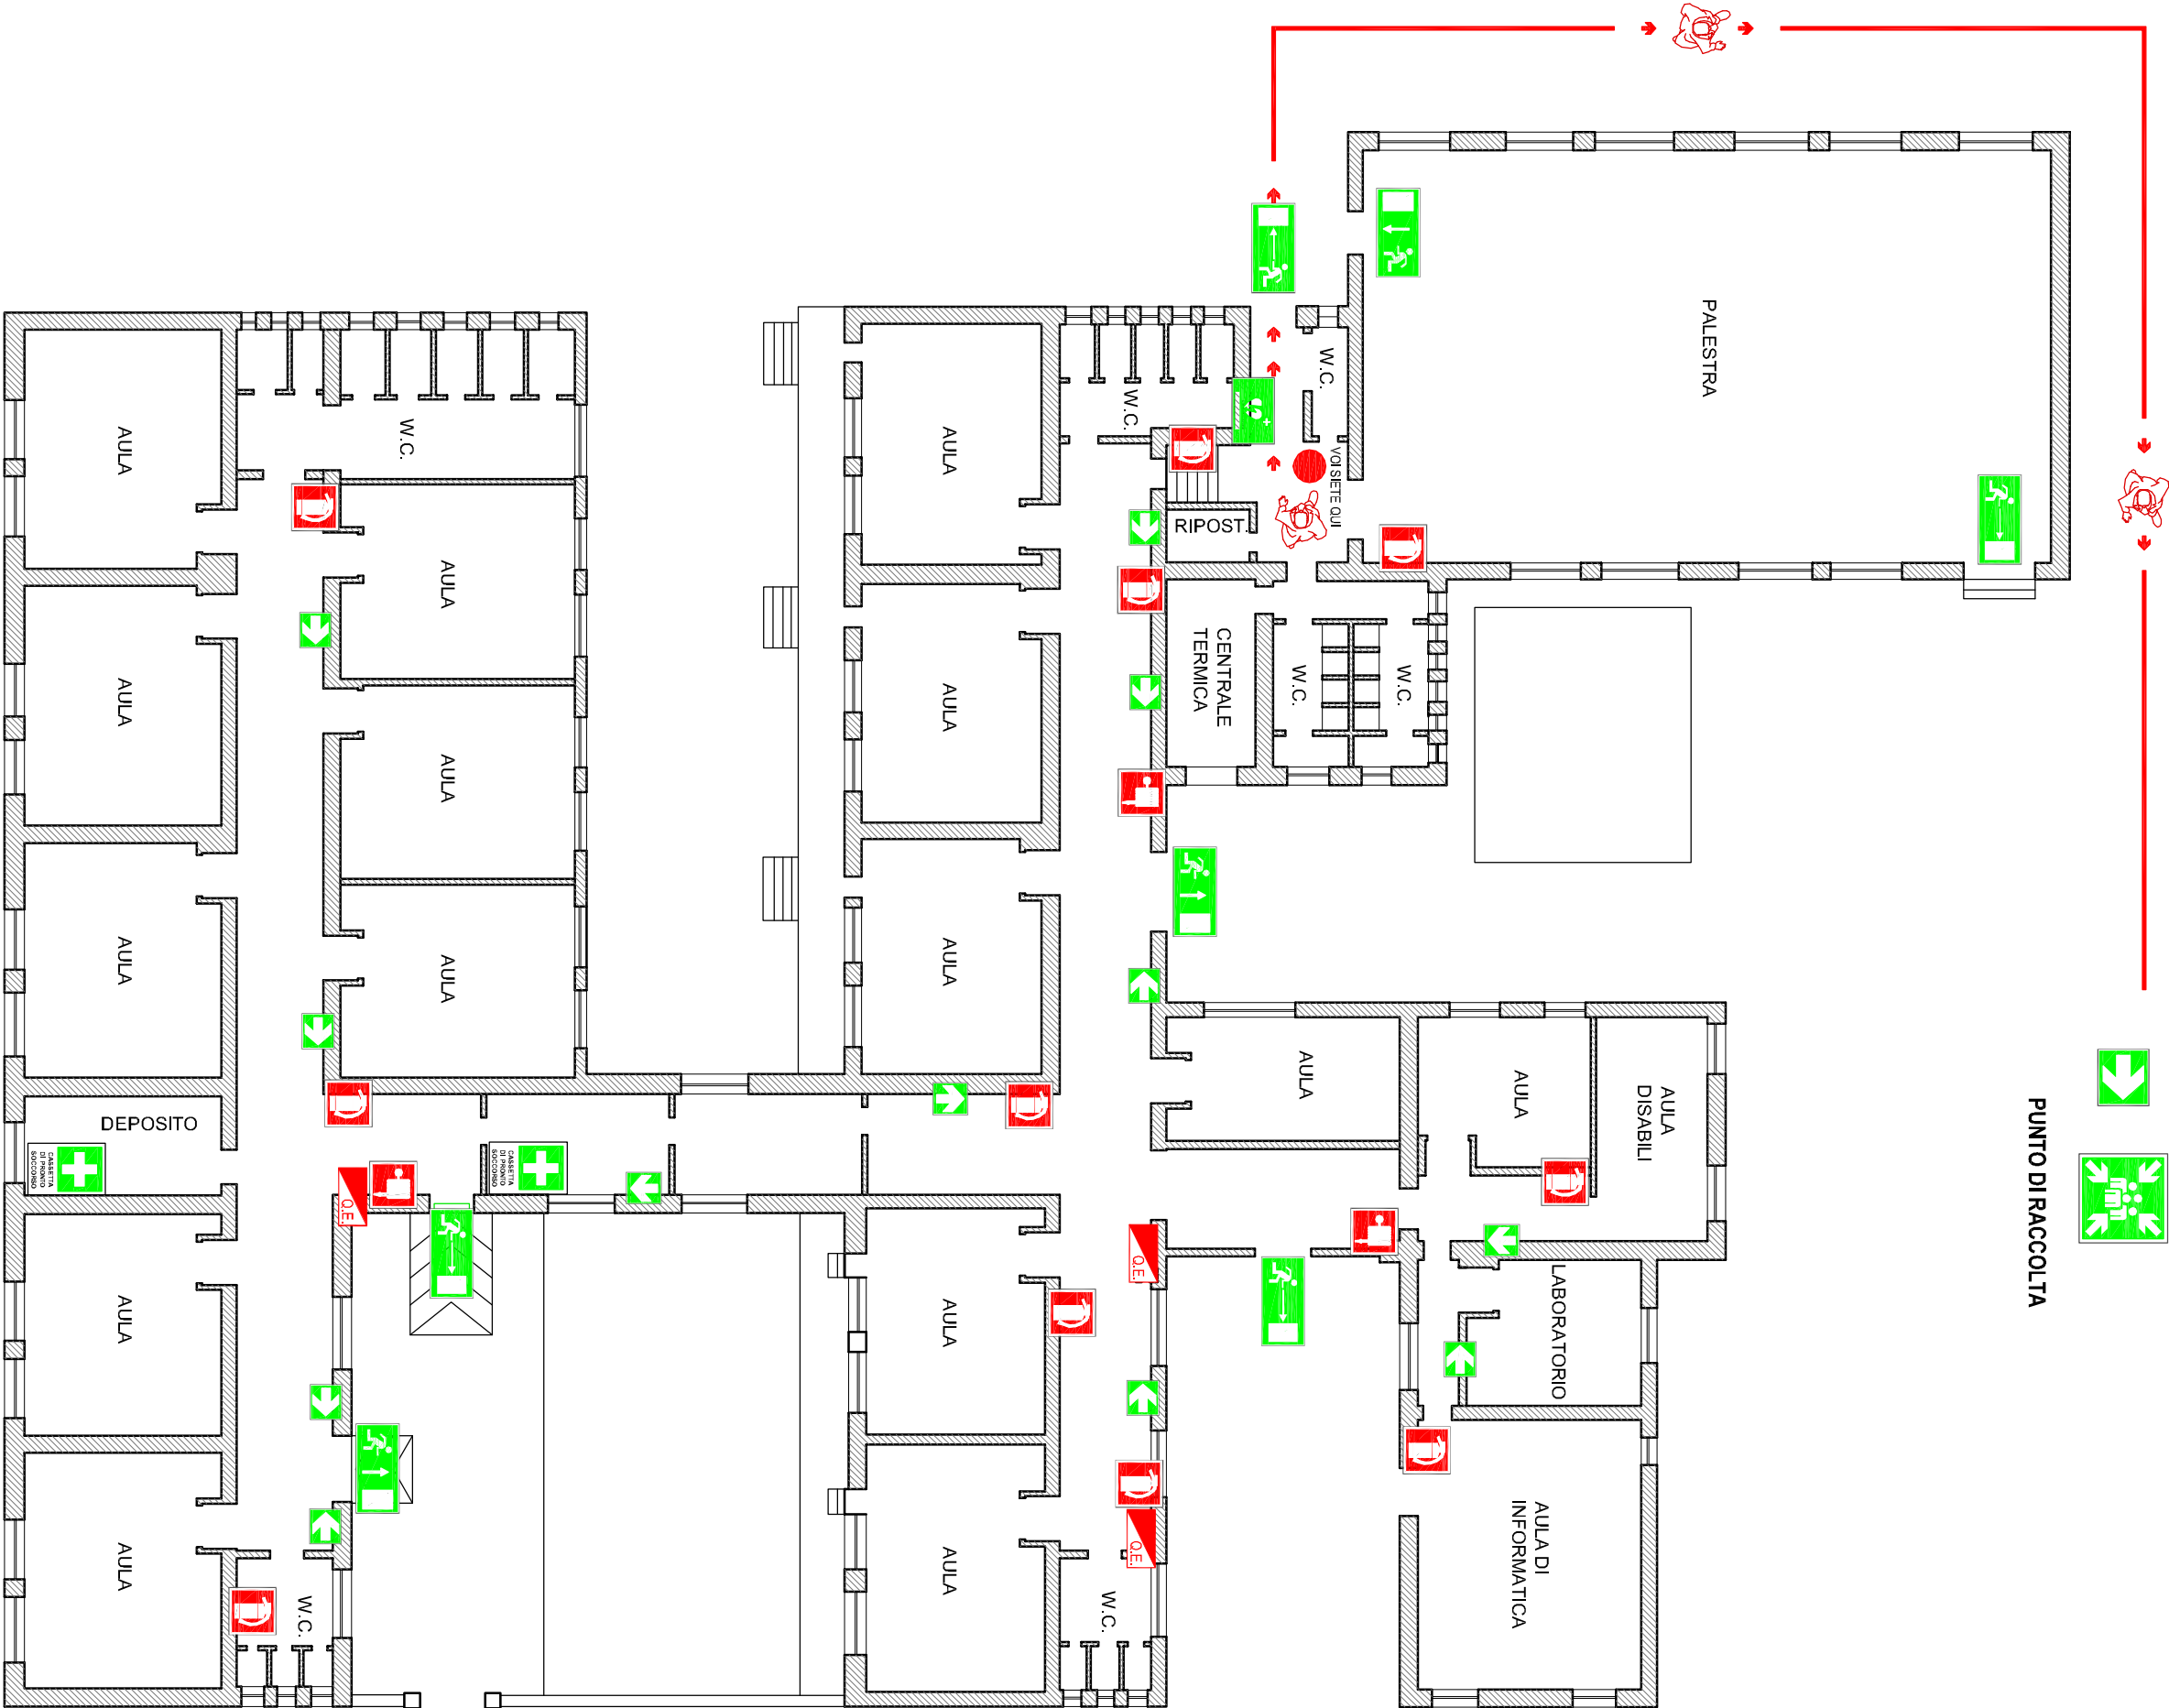 PALESTRA
W.C.
W.C.
VOI SIETE QUI
RIPOST.
W.C.
AULA
AULA
AULA
CENTRALE
TERMICA
W.C.
W.C.
AULA
AULA
AULA
AULA
AULA
AULA
AULA
AULA
AULA
AULA
DISABILI
PUNTO DI RACCOLTA
DEPOSITO
CASSETTA
DI PRONTO
SOCCORSO
CASSETTA
DI PRONTO
SOCCORSO
Q.E.
Q.E.
LABORATORIO
AULA
AULA
AULA
AULA
Q.E.
AULA DI
INFORMATICA
W.C.
W.C.